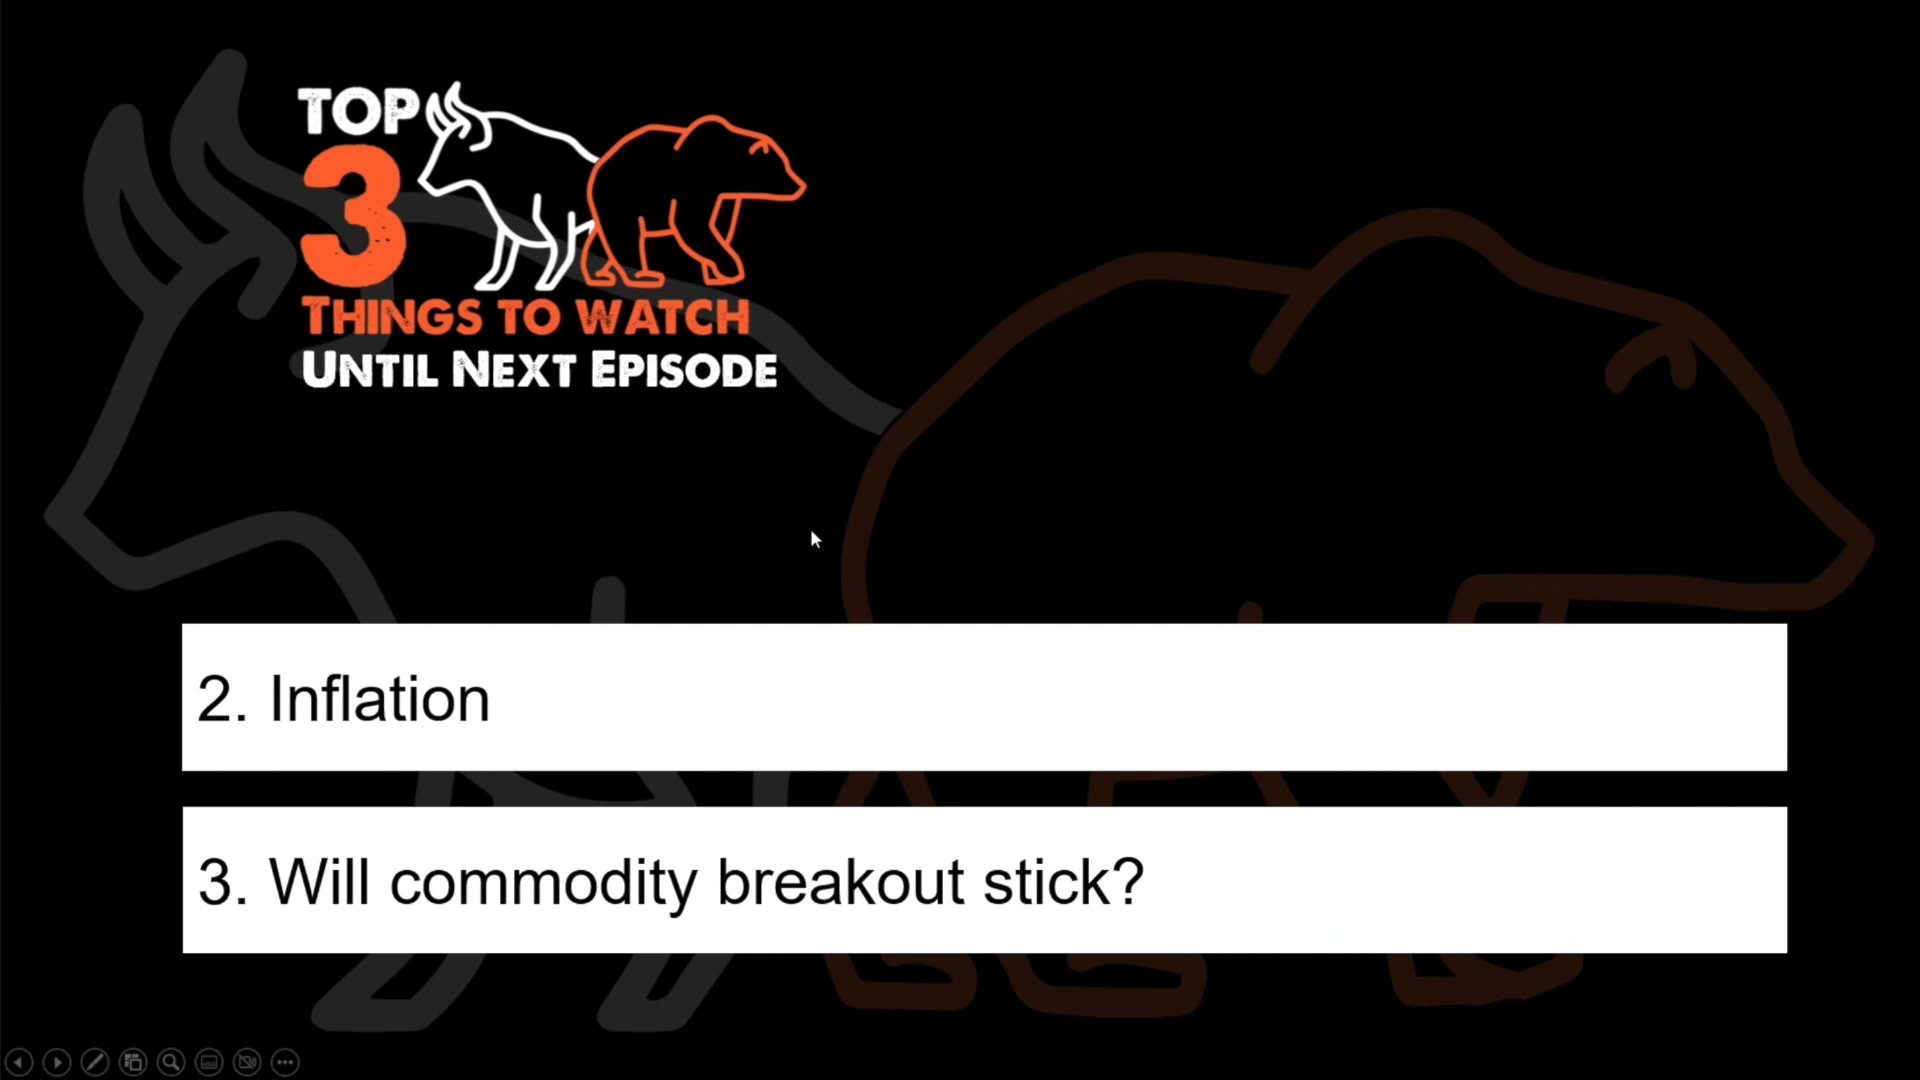 TOP
3
THINGS TO WATCH
UNTIL NEXT EPISODE
2. Inflation
3. Will commodity breakout stick?